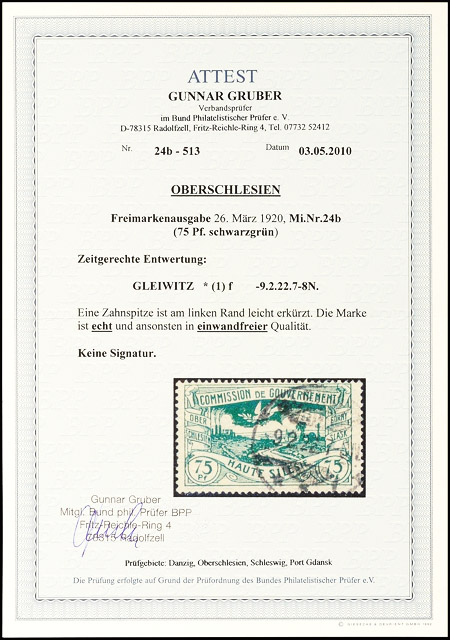 ATTEST
GUNNAR GRUBER
Verbandsprüfer
im Bund Philatelistischer Prüfer e. V.
D-78315 Radolfzell, Fritz-Reichle-Ring 4, Tel. 07732 52412
Nr. 24b - 513 Datum 03.05.2010
OBERSCHLESIEN
Freimarkenausgabe 26. März 1920, Mi.Nr.24b
(75 Pf. schwarzgrün)
Zeitgerechte Entwertung:
GLEIWITZ * (1) f -9.2.22.7-8N.
Eine Zahnspitze ist am linken Rand leicht erkürzt. Die Marke
ist echt und ansonsten in einwandfreier Qualität.
Keine Signatur.
COMMISSION DE GOUVERNEMENT
OBER
SCHLESIEN
GORNY
ŚLĄSK
HAUTE SILESIE
75 75
Pf
Gunnar Gruber
Mitgl. Bund phil. Prüfer BPP
Fritz-Reichle-Ring 4
78315 Radolfzell
Prüfgebiete: Danzig, Oberschlesien, Schleswig, Port Gdansk
Die Prüfung erfolgte auf Grund der Prüfordnung des Bundes Philatelistischer Prüfer e.V.